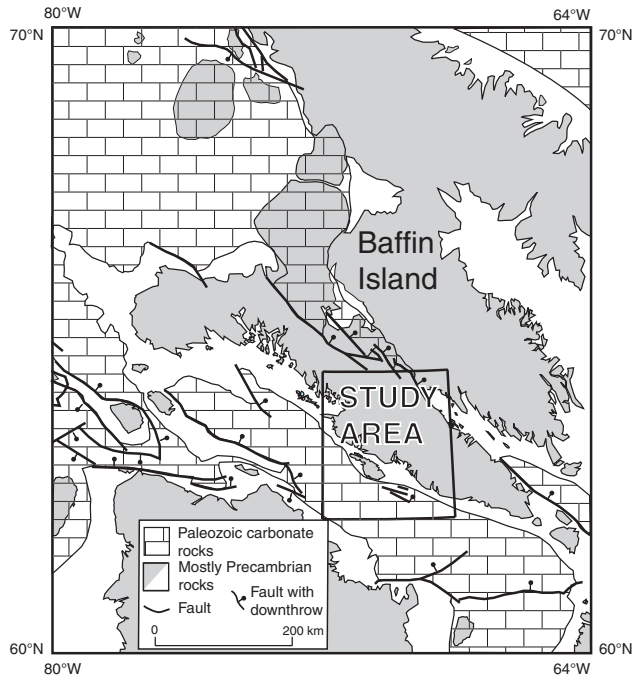 80°W
64°W
70°N
70°N
Baffin
Island
STUDY
AREA
Paleozoic carbonate
rocks
Mostly Precambrian
rocks
Fault
Fault with
downthrow
0
200 km
60°N
60°N
80°W
64°W